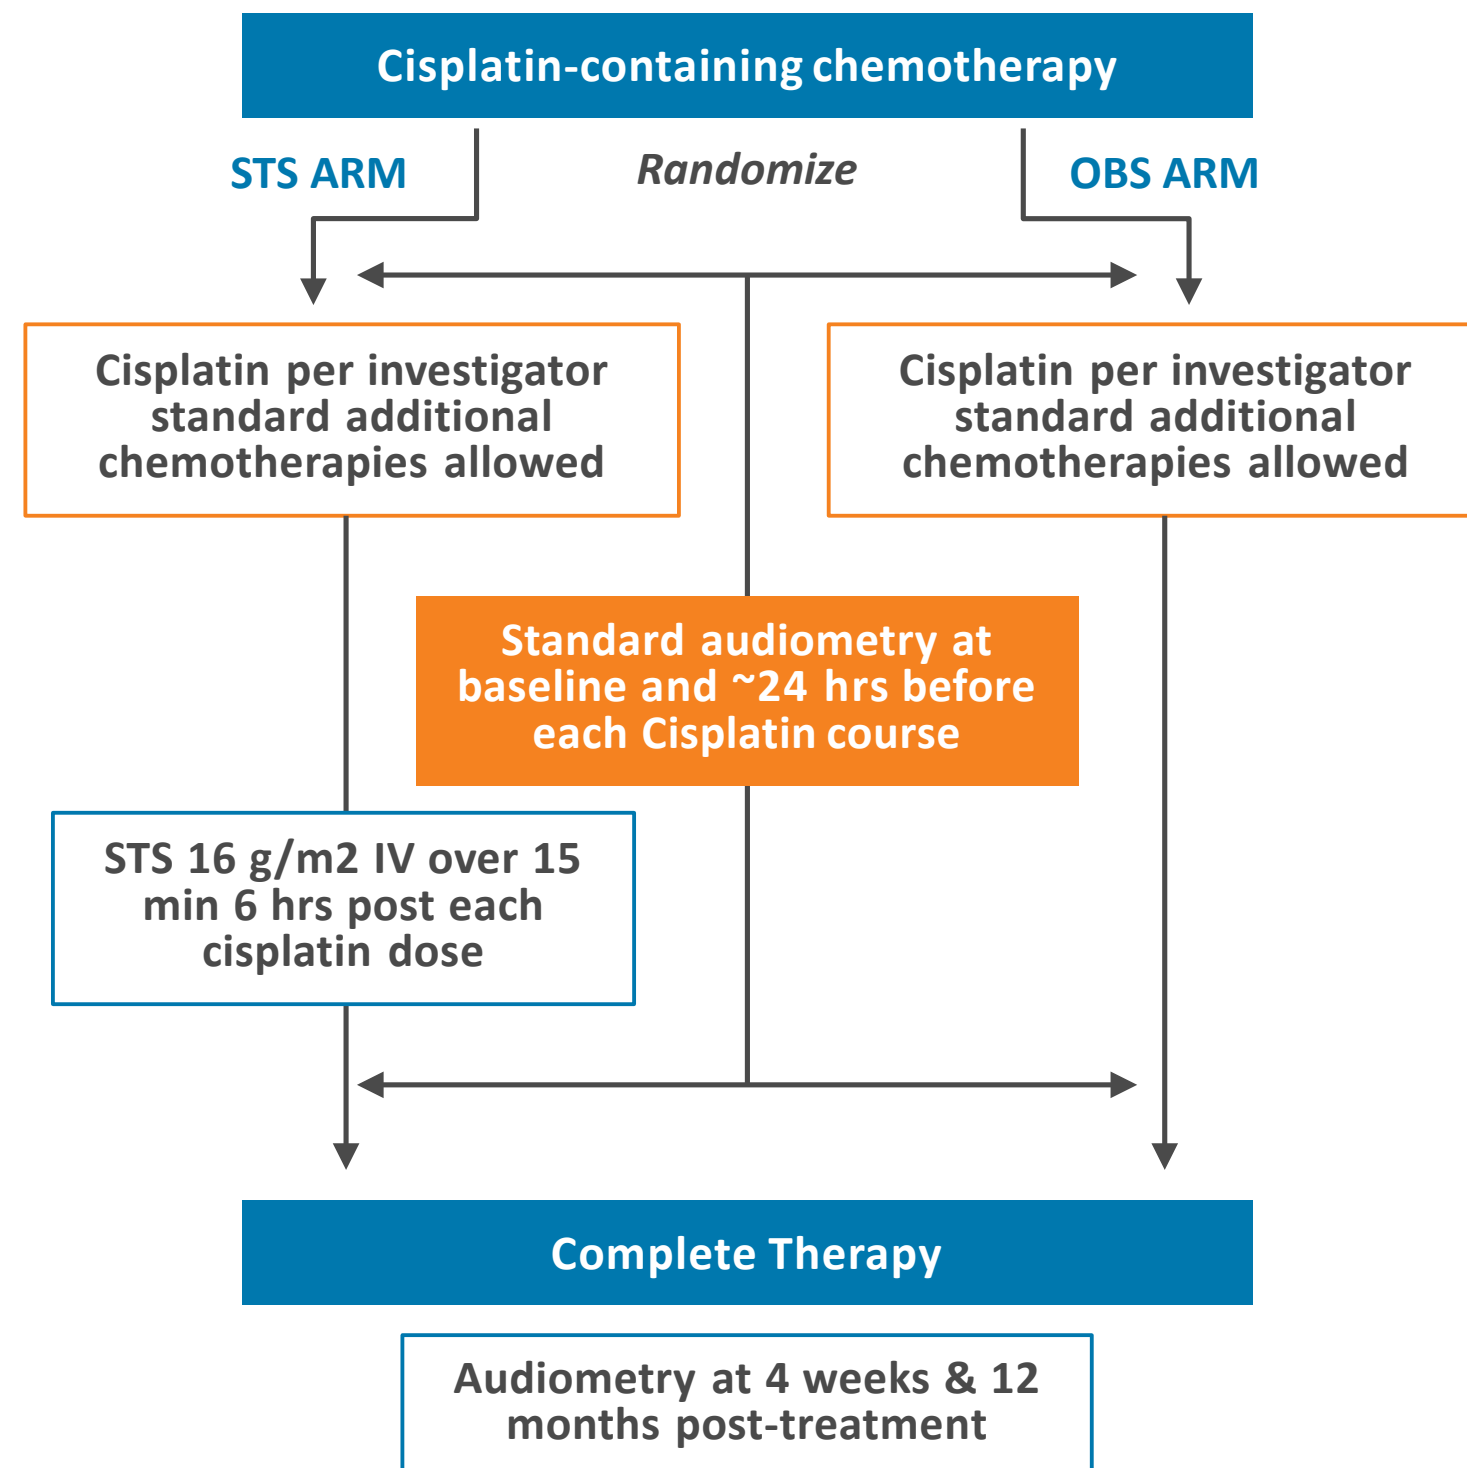 Cisplatin-containing chemotherapy
STS ARM
Randomize
OBS ARM
Cisplatin per investigator
standard additional
chemotherapies allowed
Cisplatin per investigator
standard additional
chemotherapies allowed
Standard audiometry at
baseline and ~24 hrs before
each Cisplatin course
STS 16 g/m2 IV over 15
min 6 hrs post each
cisplatin dose
Complete Therapy
Audiometry at 4 weeks & 12
months post-treatment